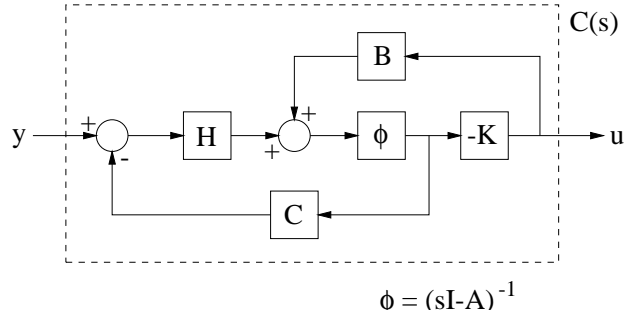 C(s)
B
+
+
y
-
H
+
ϕ
-K
u
C
ϕ = (sI-A)^-1